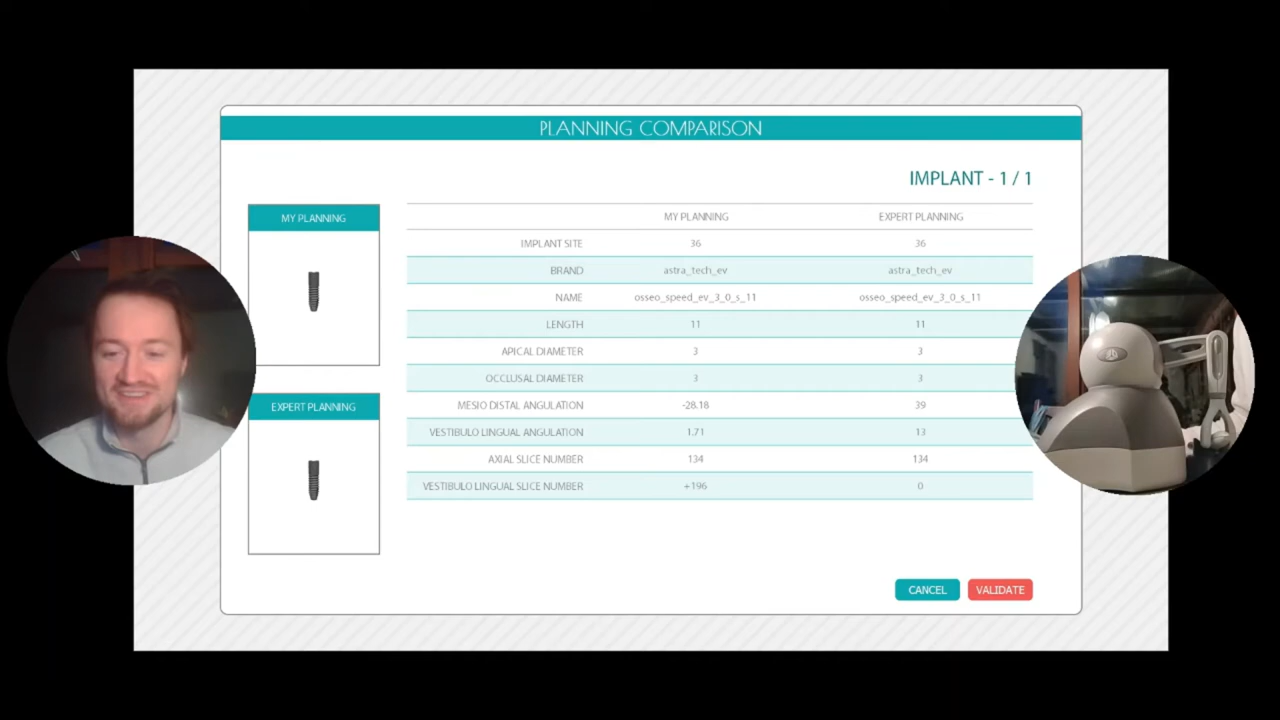 PLANNING COMPARISON
IMPLANT - 1 / 1
MY PLANNING
EXPERT PLANNING
MY PLANNING EXPERT PLANNING
IMPLANT SITE 36 36
BRAND astra_tech_ev astra_tech_ev
NAME osseo_speed_ev_3_0_s_11 osseo_speed_ev_3_0_s_11
LENGTH 11 11
APICAL DIAMETER 3 3
OCCLUSAL DIAMETER 3 3
MESIO DISTAL ANGULATION -28.18 39
VESTIBULO LINGUAL ANGULATION 1.71 13
AXIAL SLICE NUMBER 134 134
VESTIBULO LINGUAL SLICE NUMBER +196 0
CANCEL VALIDATE